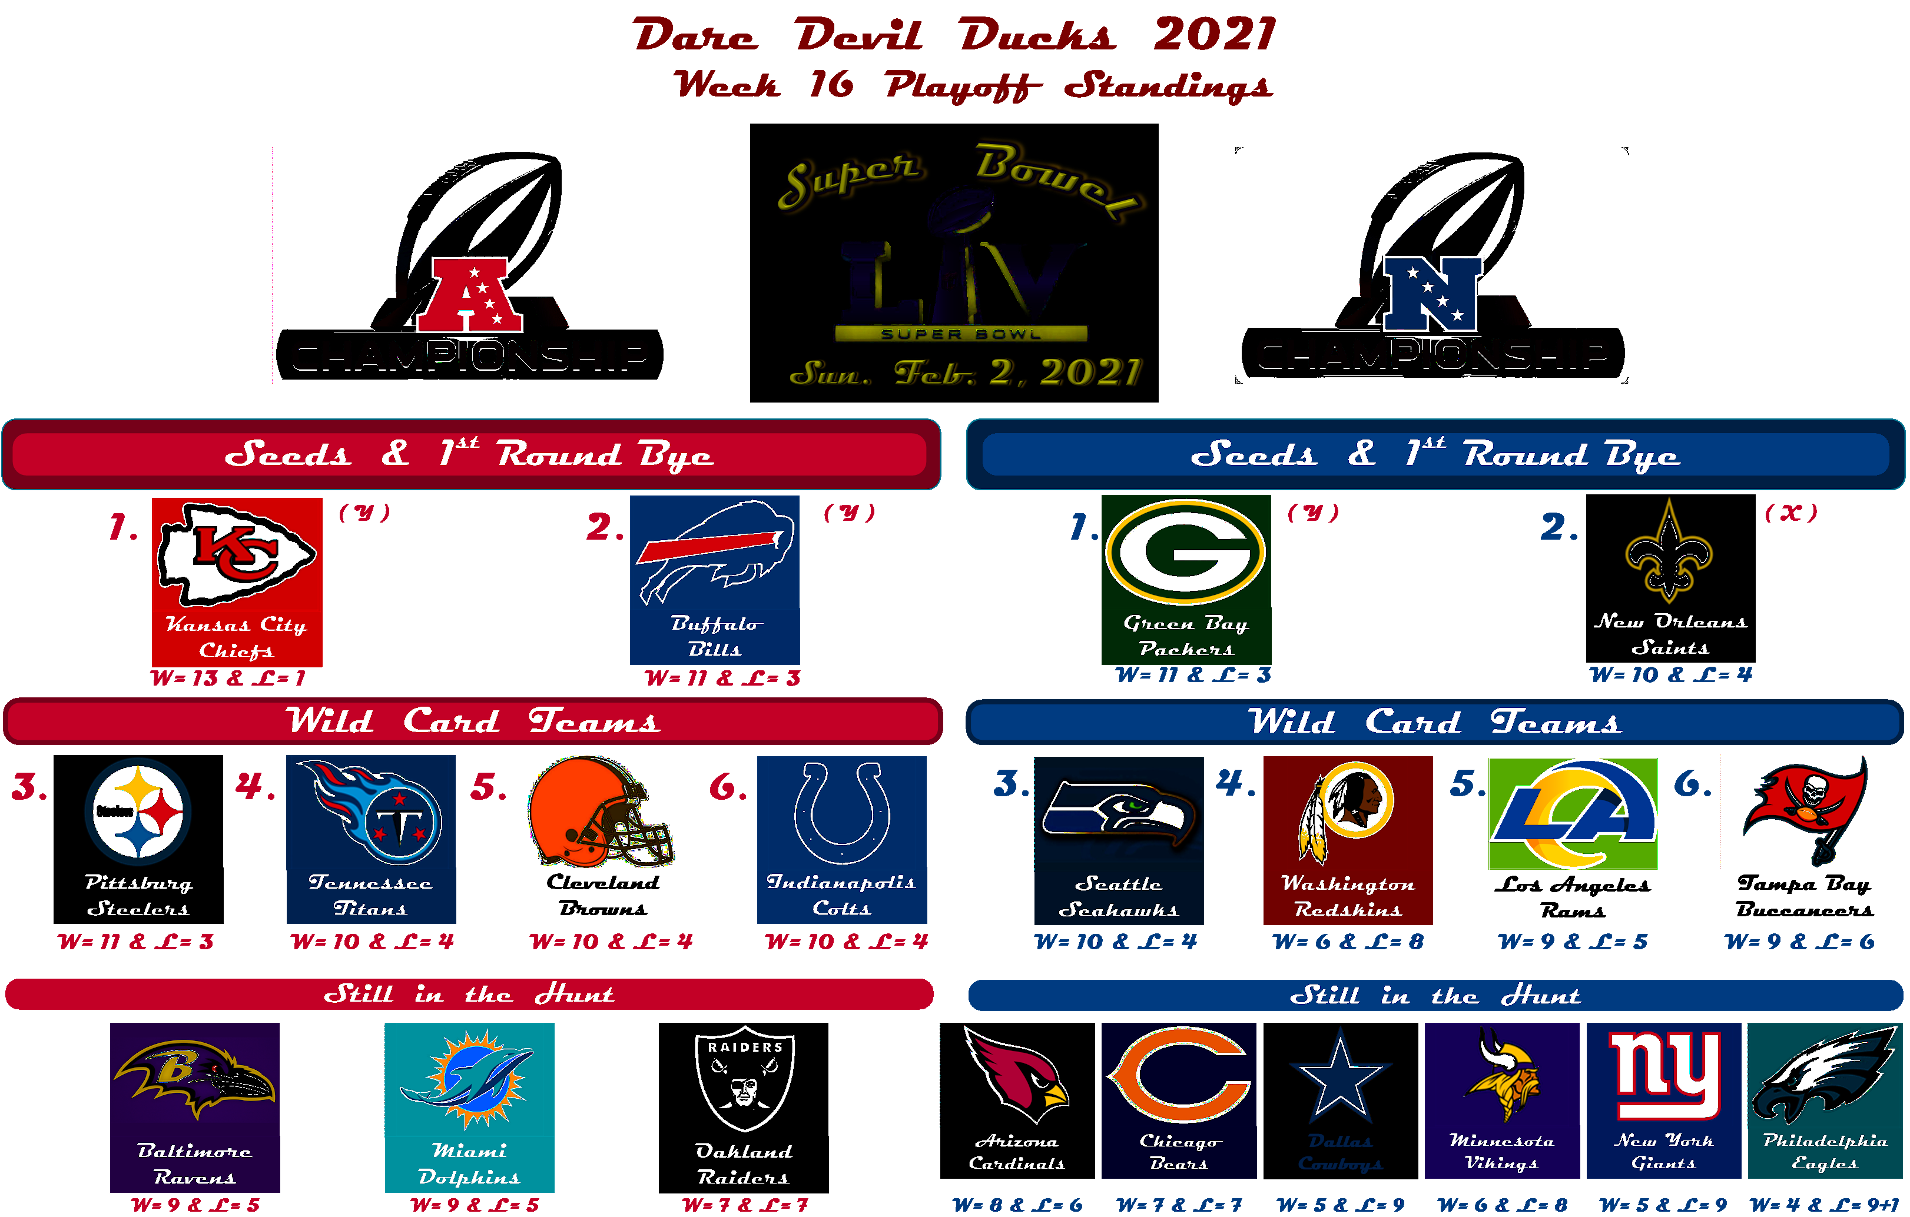 Dare Devil Ducks 2021
Week 16 Playoff Standings
Super Bowel
LIV
SUPER BOWL
Sun. Feb. 2, 2021
A
CHAMPIONSHIP
N
CHAMPIONSHIP
Seeds & 1st Round Bye
1. (Y)
KC
Kansas City
Chiefs
W= 13 & L= 1
2. (Y)
Buffalo
Bills
W= 11 & L= 3
Seeds & 1st Round Bye
1. (Y)
G
Green Bay
Packers
W= 11 & L= 3
2. (X)
New Orleans
Saints
W= 10 & L= 4
Wild Card Teams
3.
Steelers
Pittsburg
Steelers
W= 11 & L= 3
4.
T
Tennessee
Titans
W= 10 & L= 4
5.
Cleveland
Browns
W= 10 & L= 4
6.
Indianapolis
Colts
W= 10 & L= 4
Wild Card Teams
3.
Seattle
Seahawks
W= 10 & L= 4
4.
Washington
Redskins
W= 6 & L= 8
5.
LA
Los Angeles
Rams
W= 9 & L= 5
6.
Tampa Bay
Buccaneers
W= 9 & L= 6
Still in the Hunt
B
Baltimore
Ravens
W= 9 & L= 5
Miami
Dolphins
W= 9 & L= 5
RAIDERS
Oakland
Raiders
W= 7 & L= 7
Still in the Hunt
Arizona
Cardinals
W= 8 & L= 6
C
Chicago
Bears
W= 7 & L= 7
Dallas
Cowboys
W= 5 & L= 9
Minnesota
Vikings
W= 6 & L= 8
ny
New York
Giants
W= 5 & L= 9
Philadelphia
Eagles
W= 4 & L= 9+1